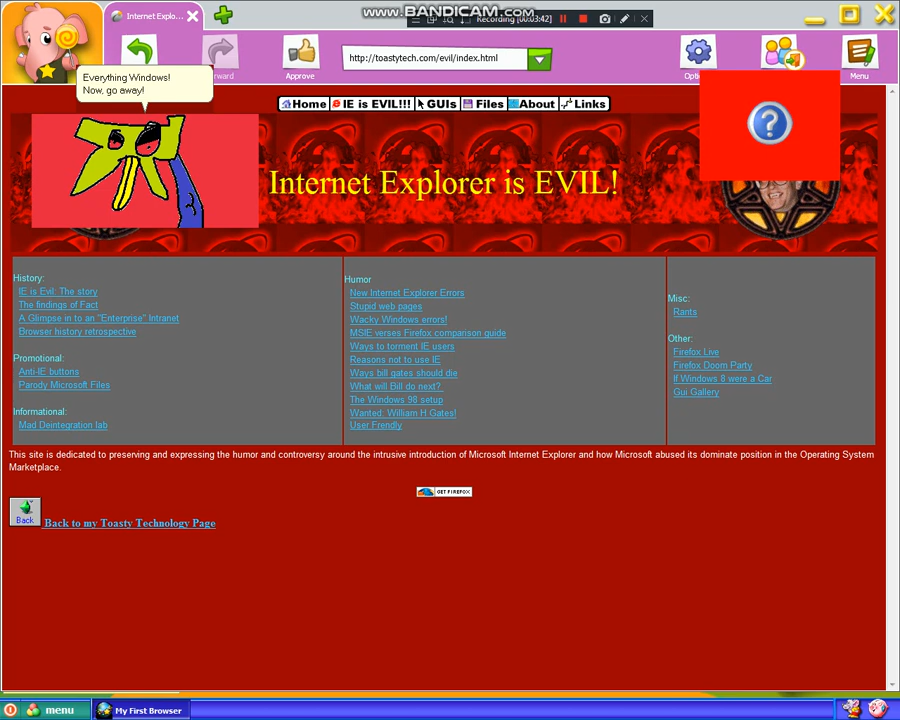 www.BANDICAM.com
Recording [00:03:42]
Internet Explo...
Approve
http://toastytech.com/evil/index.html
Menu
Everything Windows!
Now, go away!
Home
IE is EVIL!!!
GUIs
Files
About
Links
Internet Explorer is EVIL!
History:
IE is Evil: The story
The findings of Fact
A Glimpse in to an "Enterprise" Intranet
Browser history retrospective
Promotional:
Anti-IE buttons
Parody Microsoft Files
Informational:
Mad Deintegration lab
Humor
New Internet Explorer Errors
Stupid web pages
Wacky Windows errors!
MSIE verses Firefox comparison guide
Ways to torment IE users
Reasons not to use IE
Ways bill gates should die
What will Bill do next?
The Windows 98 setup
Wanted: William H Gates!
User Frendly
Misc:
Rants
Other:
Firefox Live
Firefox Doom Party
If Windows 8 were a Car
Gui Gallery
This site is dedicated to preserving and expressing the humor and controversy around the intrusive introduction of Microsoft Internet Explorer and how Microsoft abused its dominate position in the Operating System
Marketplace.
GET FIREFOX
Back
Back to my Toasty Technology Page
menu
My First Browser